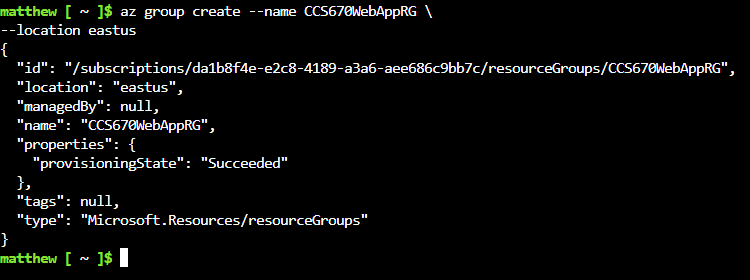 matthew [ ~ ]$ az group create --name CCS670WebAppRG \
--location eastus
{
  "id": "/subscriptions/da1b8f4e-e2c8-4189-a3a6-aee686c9bb7c/resourceGroups/CCS670WebAppRG",
  "location": "eastus",
  "managedBy": null,
  "name": "CCS670WebAppRG",
  "properties": {
    "provisioningState": "Succeeded"
  },
  "tags": null,
  "type": "Microsoft.Resources/resourceGroups"
}
matthew [ ~ ]$